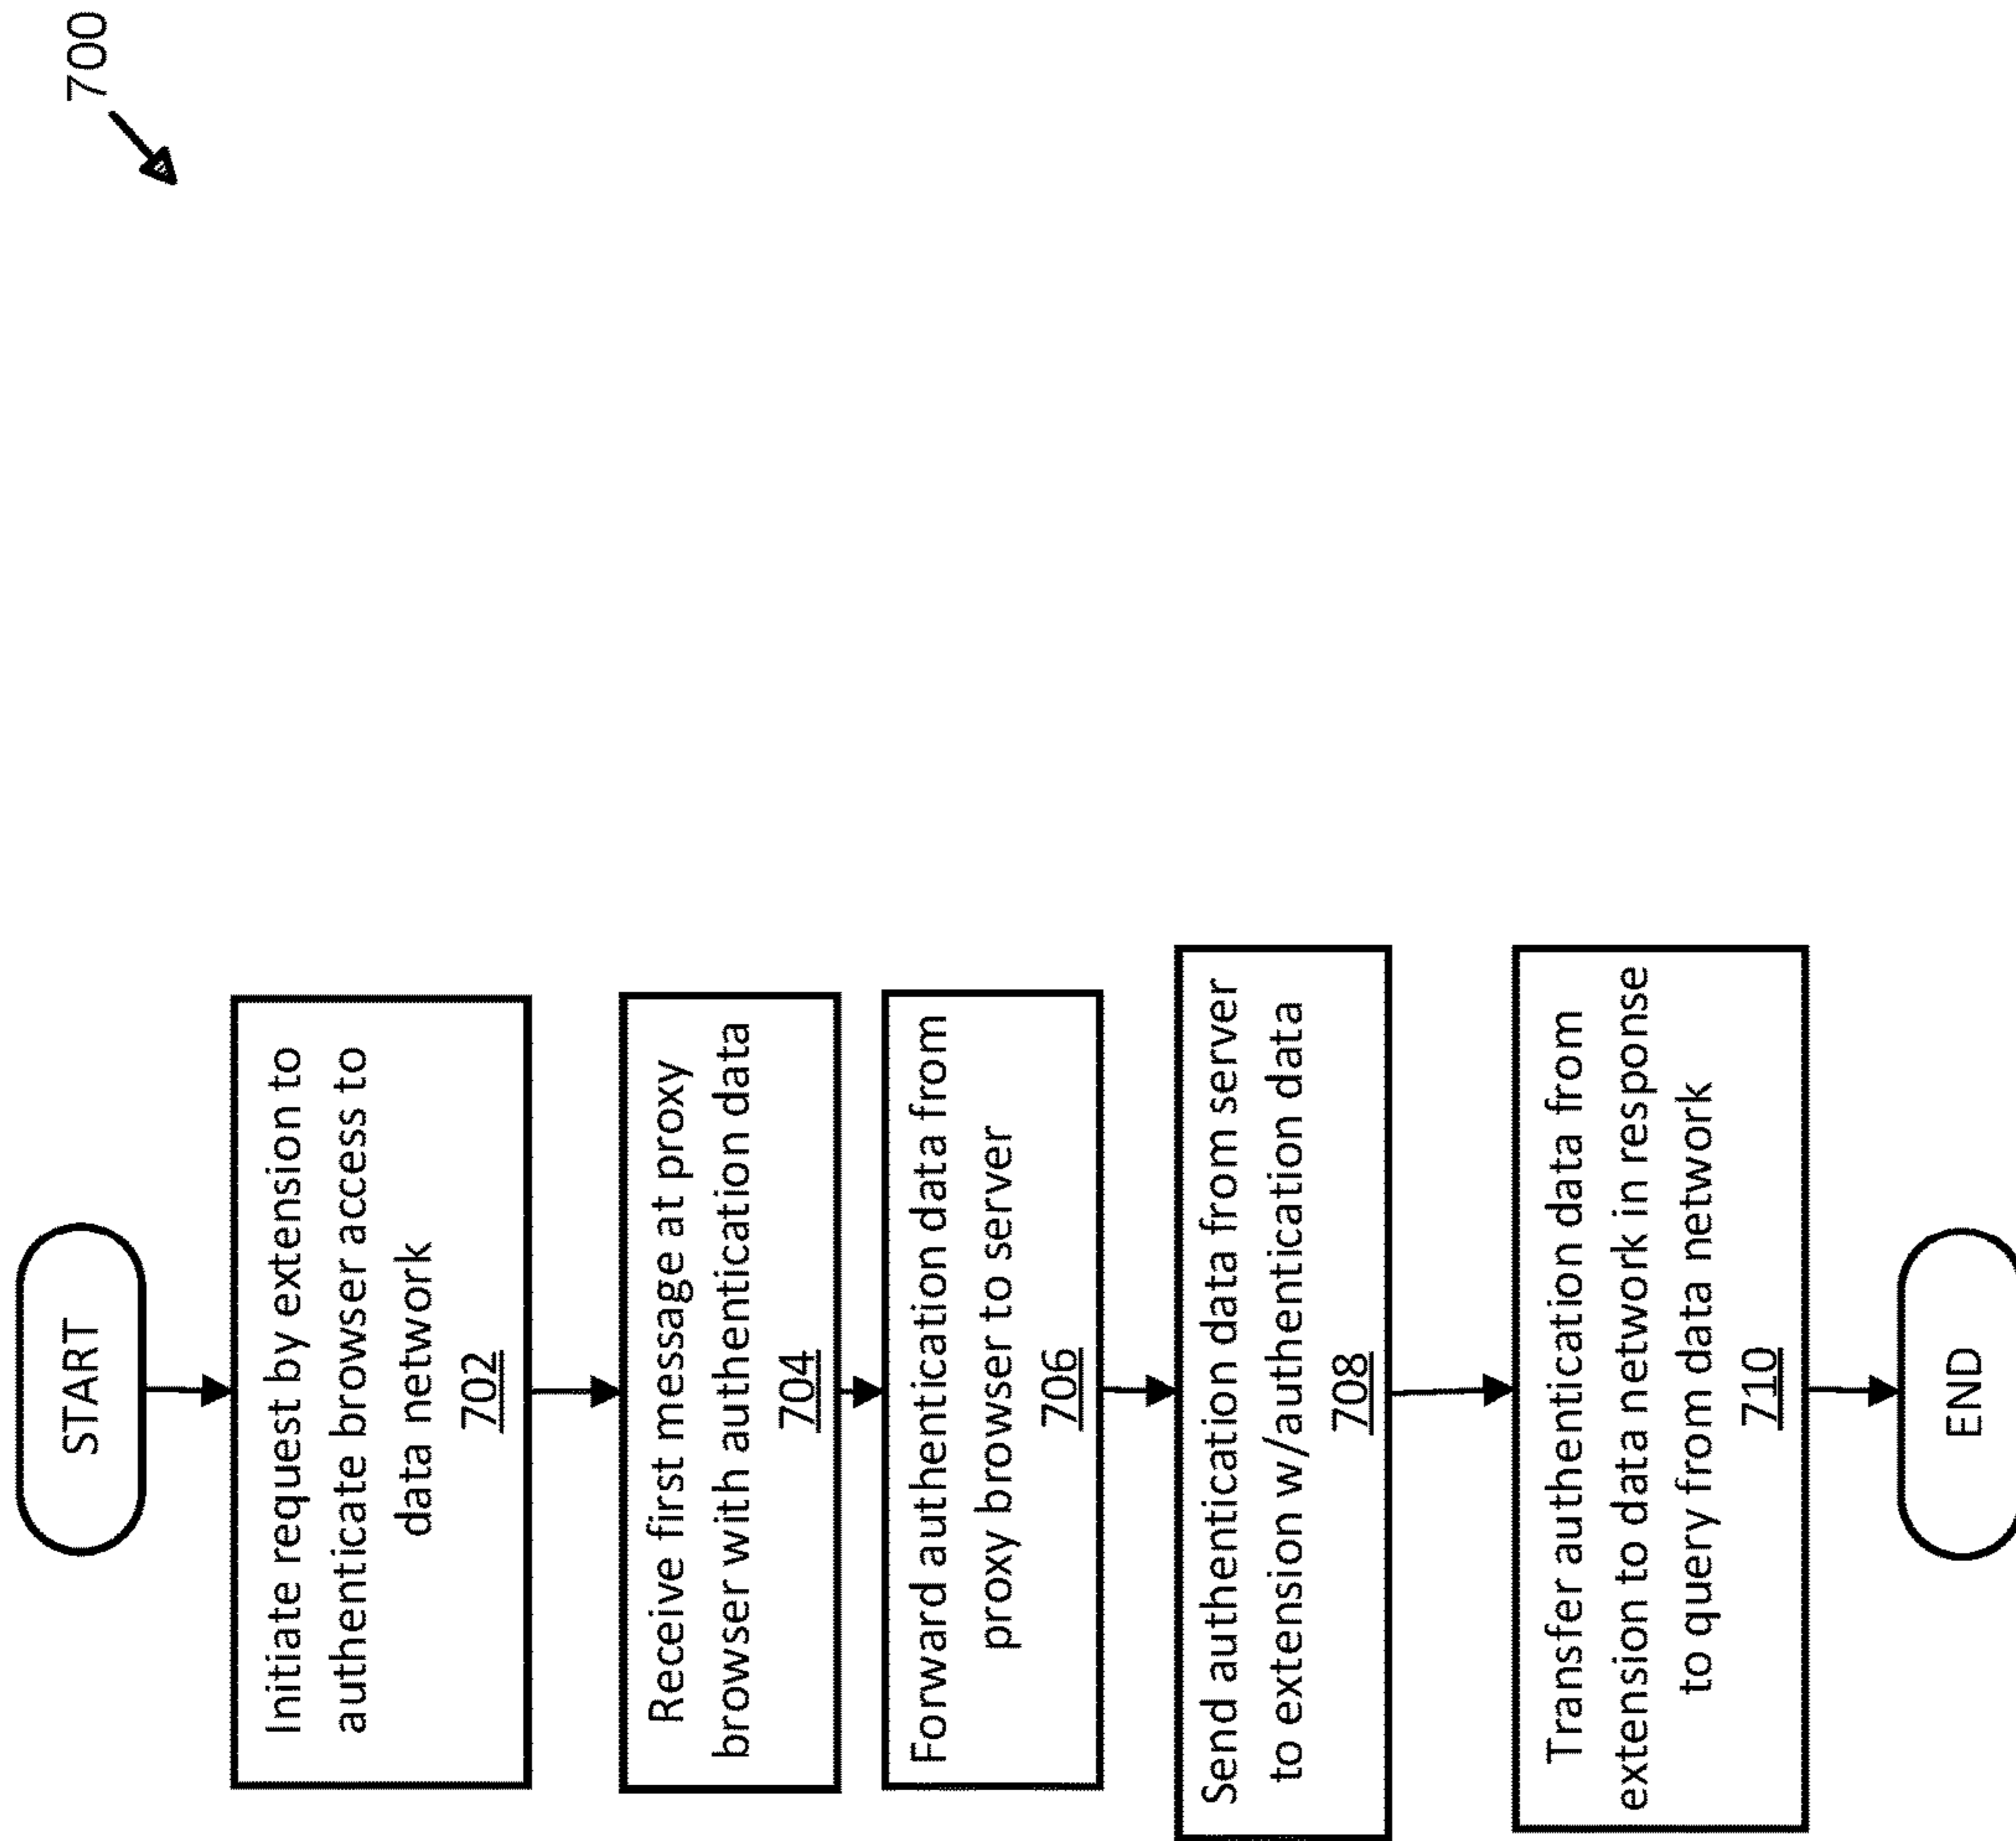 700
START
Initiate request by extension to
authenticate browser access to
data network
702
Receive first message at proxy
browser with authentication data
704
Forward authentication data from
proxy browser to server
706
Send authentication data from server
to extension w/authentication data
708
Transfer authentication data from
extension to data network in response
to query from data network
710
END